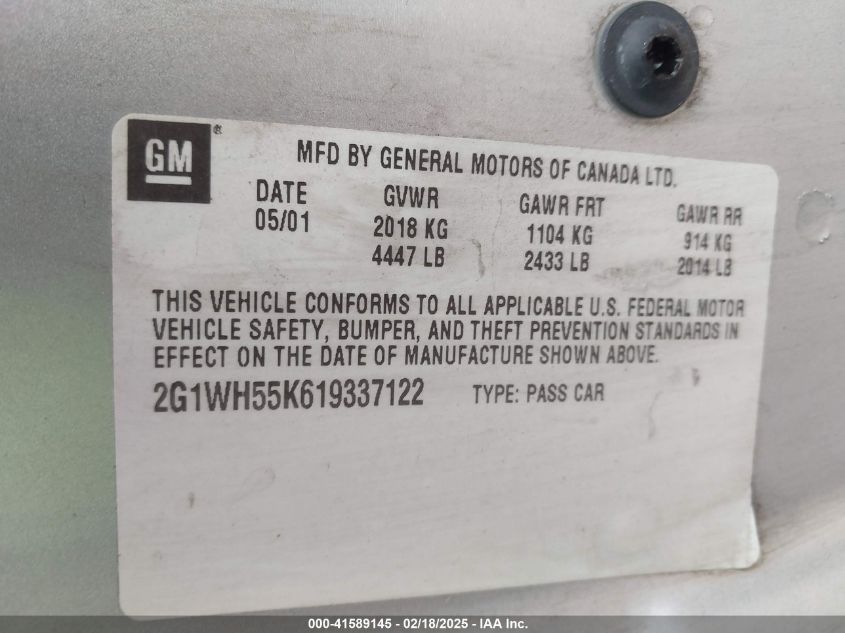 GM®
MFD BY GENERAL MOTORS OF CANADA LTD.
DATE GVWR GAWR FRT GAWR RR
05/01 2018 KG 1104 KG 914 KG
4447 LB 2433 LB 2014 LB
THIS VEHICLE CONFORMS TO ALL APPLICABLE U.S. FEDERAL MOTOR
VEHICLE SAFETY, BUMPER, AND THEFT PREVENTION STANDARDS IN
EFFECT ON THE DATE OF MANUFACTURE SHOWN ABOVE.
2G1WH55K619337122 TYPE: PASS CAR
000-41589145 - 02/18/2025 - IAA Inc.